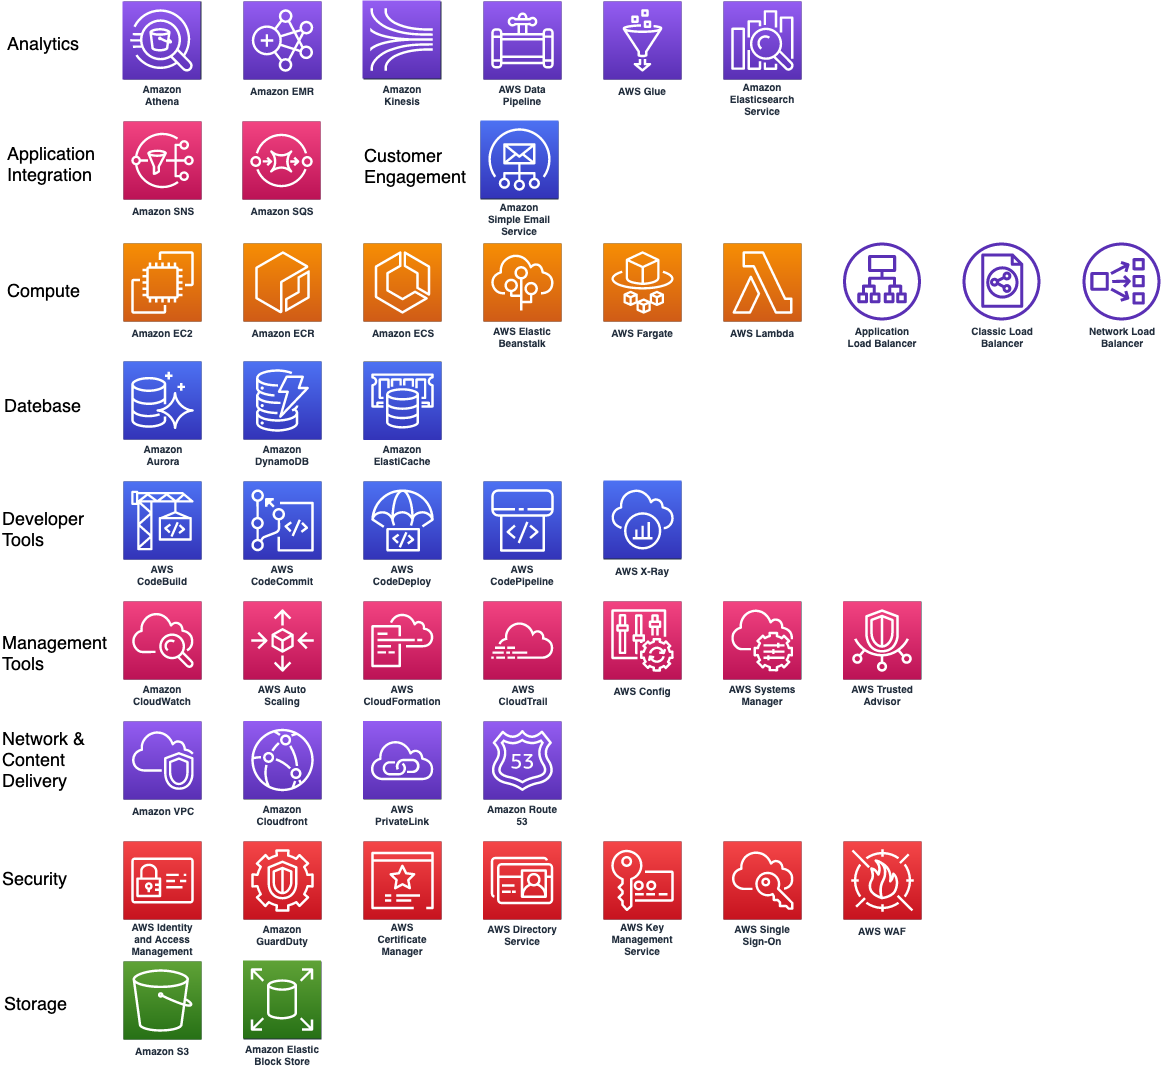 Analytics
Amazon
Athena
Amazon EMR
Amazon
Kinesis
AWS Data
Pipeline
AWS Glue
Amazon
Elasticsearch
Service
Application
Integration
Amazon SNS
Amazon SQS
Customer
Engagement
Amazon
Simple Email
Service
Compute
Amazon EC2
Amazon ECR
Amazon ECS
AWS Elastic
Beanstalk
AWS Fargate
AWS Lambda
Application
Load Balancer
Classic Load
Balancer
Network Load
Balancer
Datebase
Amazon
Aurora
Amazon
DynamoDB
Amazon
ElastiCache
Developer
Tools
AWS
CodeBuild
AWS
CodeCommit
AWS
CodeDeploy
AWS
CodePipeline
AWS X-Ray
Management
Tools
Amazon
CloudWatch
AWS Auto
Scaling
AWS
CloudFormation
AWS
CloudTrail
AWS Config
AWS Systems
Manager
AWS Trusted
Advisor
Network &
Content
Delivery
Amazon VPC
Amazon
Cloudfront
AWS
PrivateLink
53
Amazon Route
53
Security
AWS Identity
and Access
Management
Amazon
GuardDuty
AWS
Certificate
Manager
AWS Directory
Service
AWS Key
Management
Service
AWS Single
Sign-On
AWS WAF
Storage
Amazon S3
Amazon Elastic
Block Store